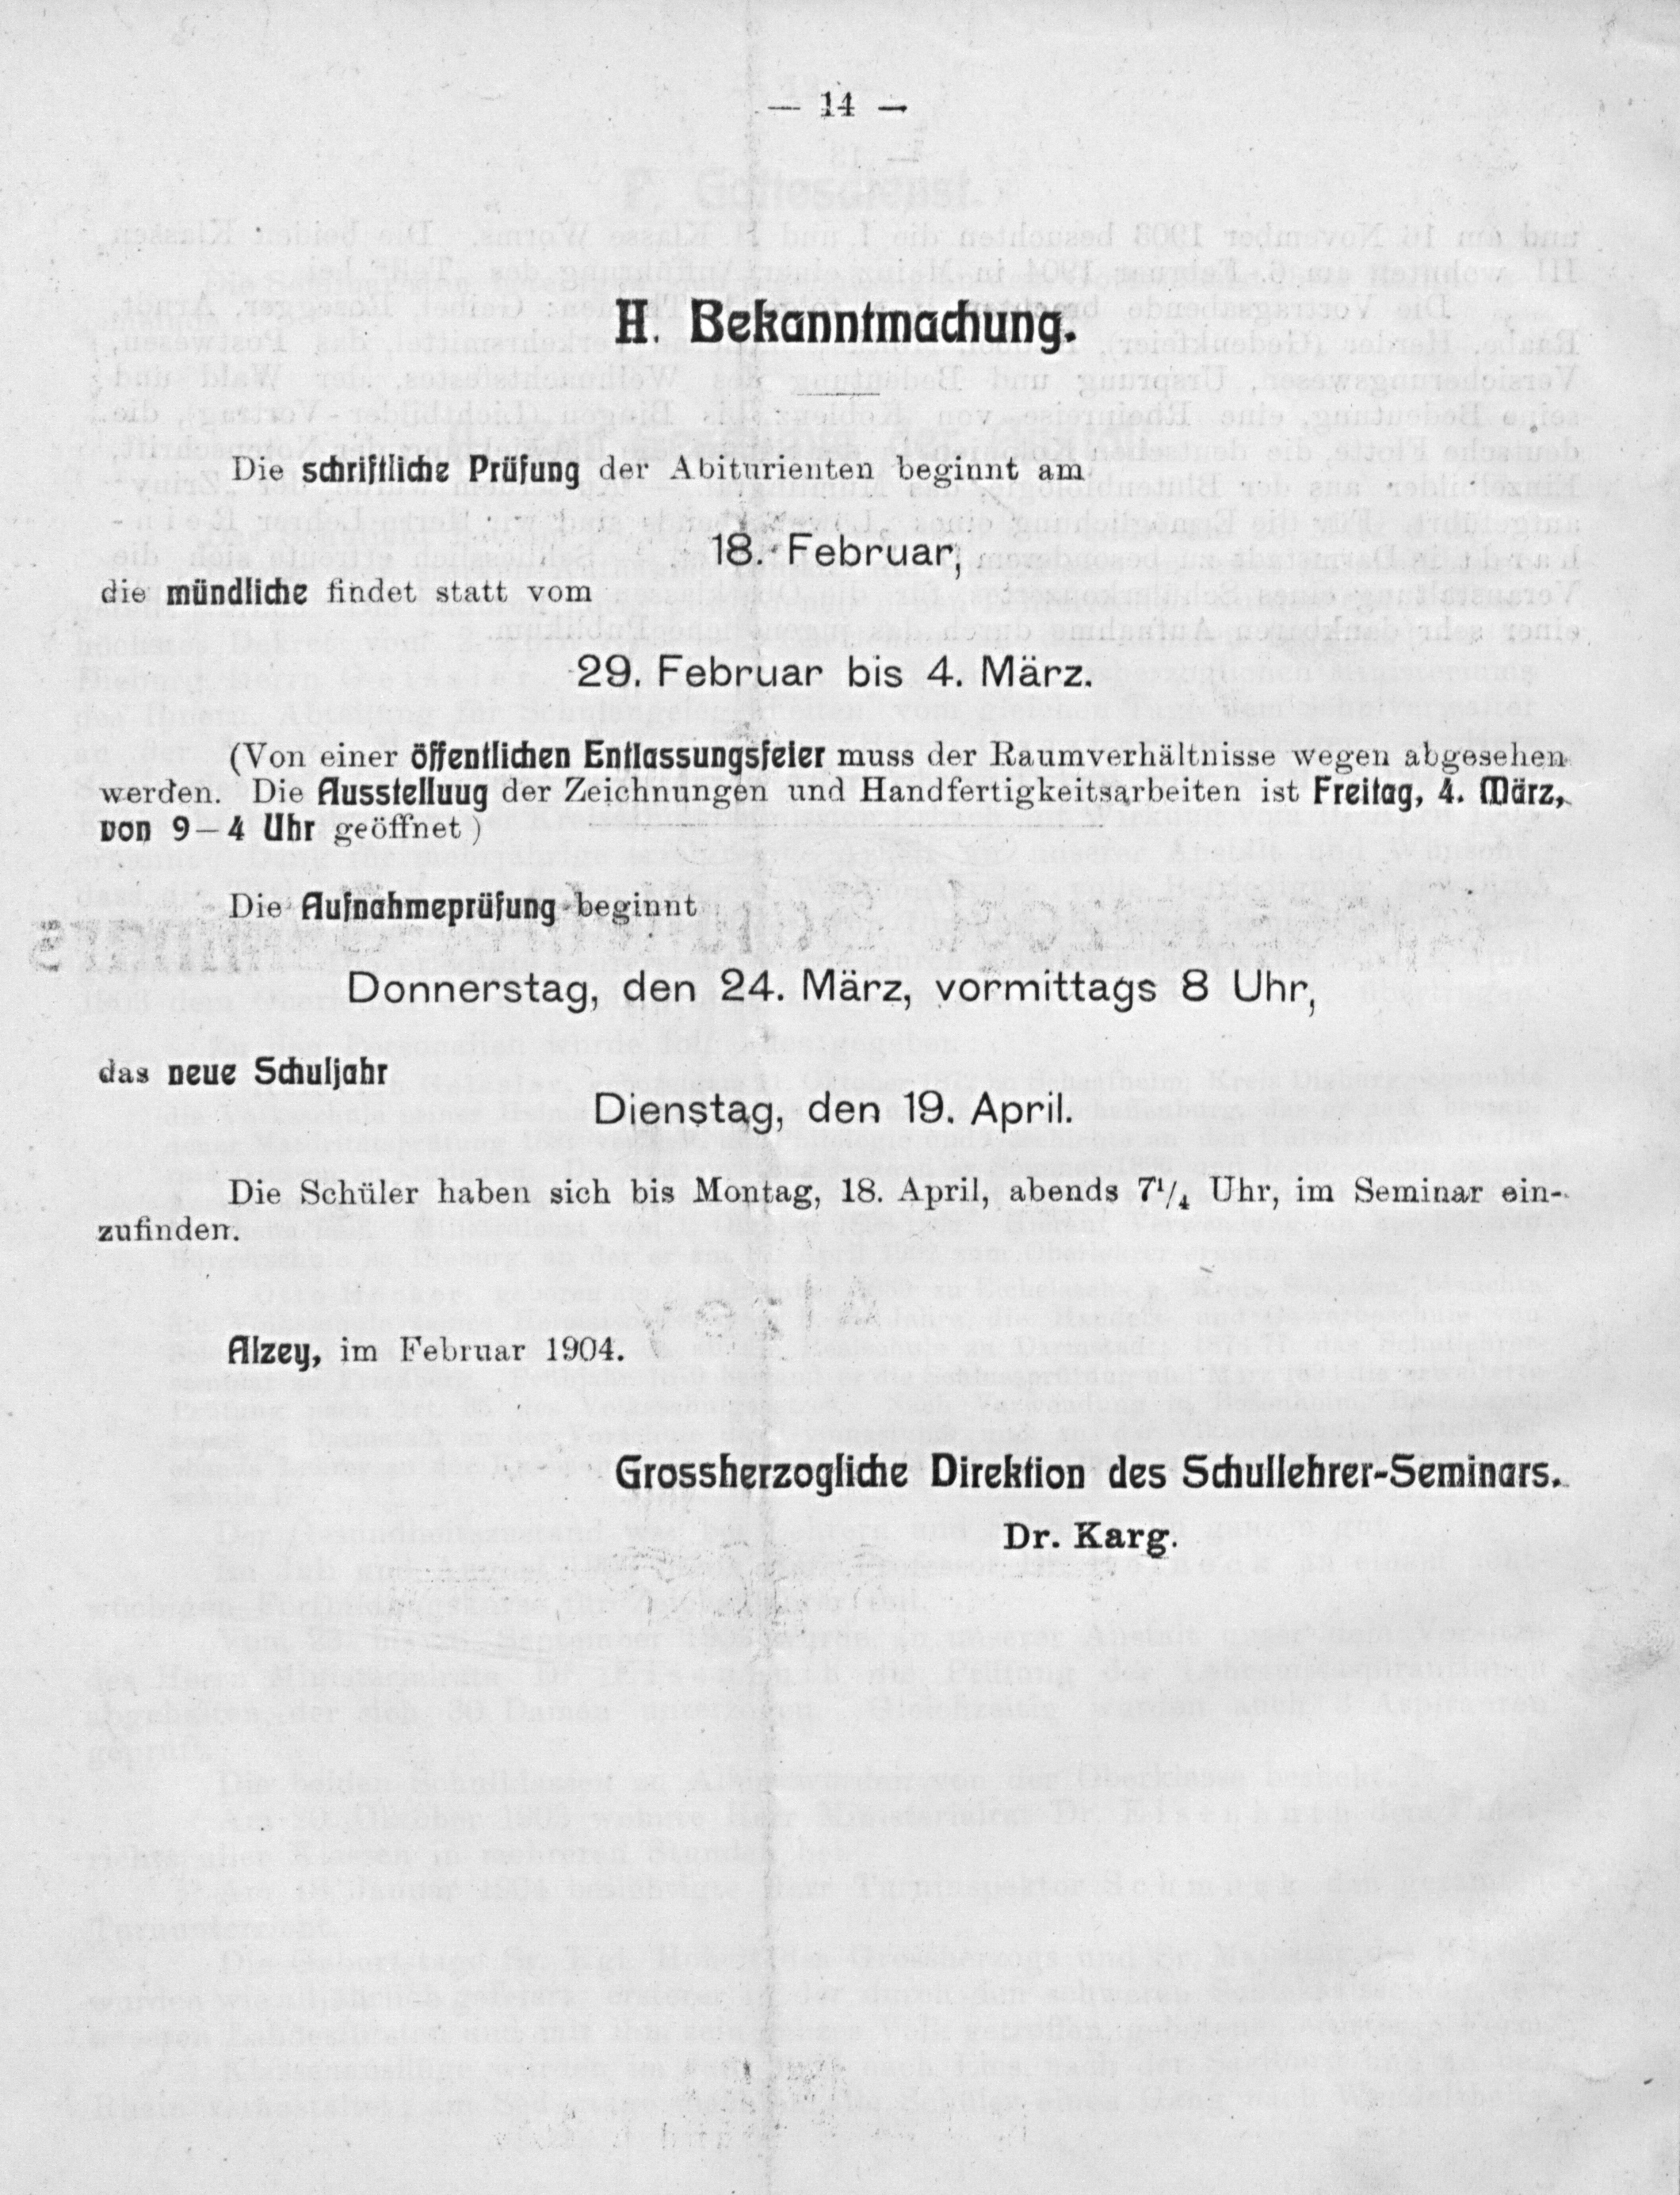 — 14 —
H. Bekanntmachung.
Die schriftliche Prüfung der Abiturienten beginnt am
18. Februar,
die mündliche findet statt vom
29. Februar bis 4. März.
(Von einer öffentlichen Entlassungsfeier muss der Raumverhältnisse wegen abgesehen
werden. Die Ausstelluug der Zeichnungen und Handfertigkeitsarbeiten ist Freitag, 4. März,
von 9—4 Uhr geöffnet)
Die Aufnahmeprüfung beginnt
Donnerstag, den 24. März, vormittags 8 Uhr,
das neue Schuljahr
Dienstag, den 19. April.
Die Schüler haben sich bis Montag, 18. April, abends 7¹/₄ Uhr, im Seminar ein-
zufinden.
Alzey, im Februar 1904.
Grossherzogliche Direktion des Schullehrer-Seminars.
Dr. Karg.